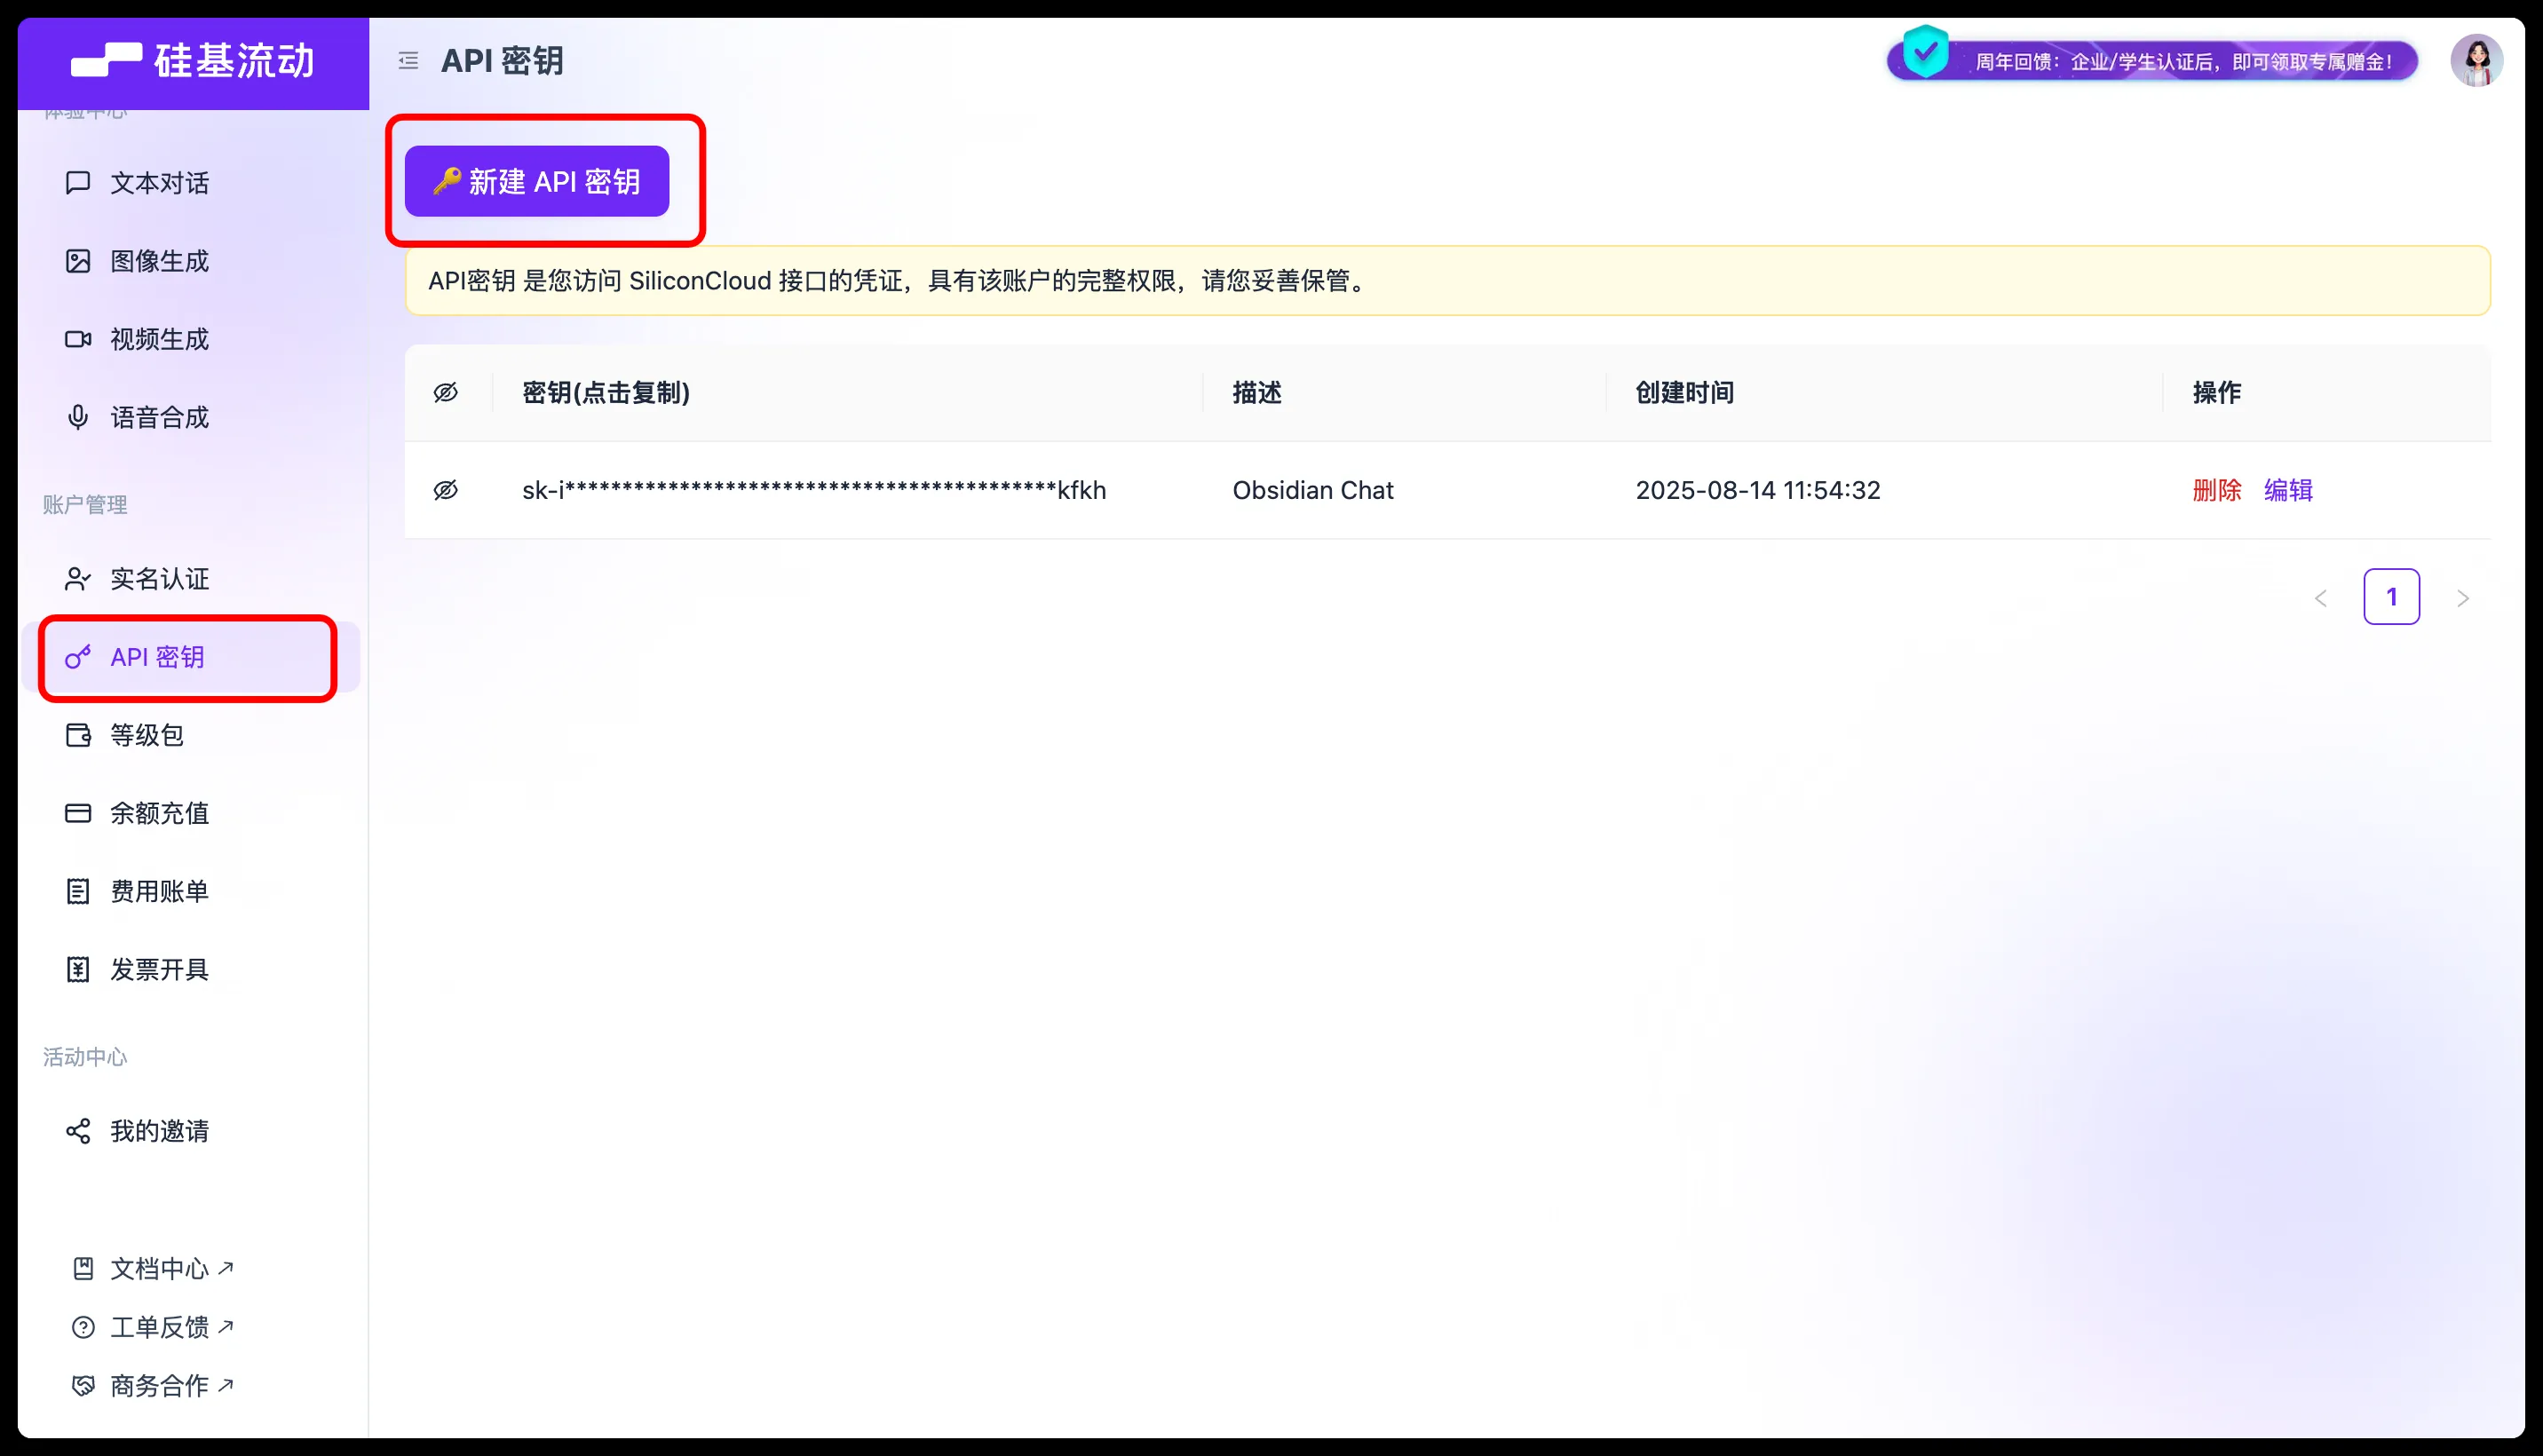 硅基流动
API 密钥
周年回馈：企业/学生认证后，即可领取专属赠金！
体验中心
文本对话
图像生成
视频生成
语音合成
账户管理
实名认证
API 密钥
等级包
余额充值
费用账单
发票开具
活动中心
我的邀请
文档中心
工单反馈
商务合作
新建 API 密钥
API密钥 是您访问 SiliconCloud 接口的凭证，具有该账户的完整权限，请您妥善保管。
密钥(点击复制) 描述 创建时间 操作
sk-i*******************************************kfkh Obsidian Chat 2025-08-14 11:54:32 删除 编辑
1